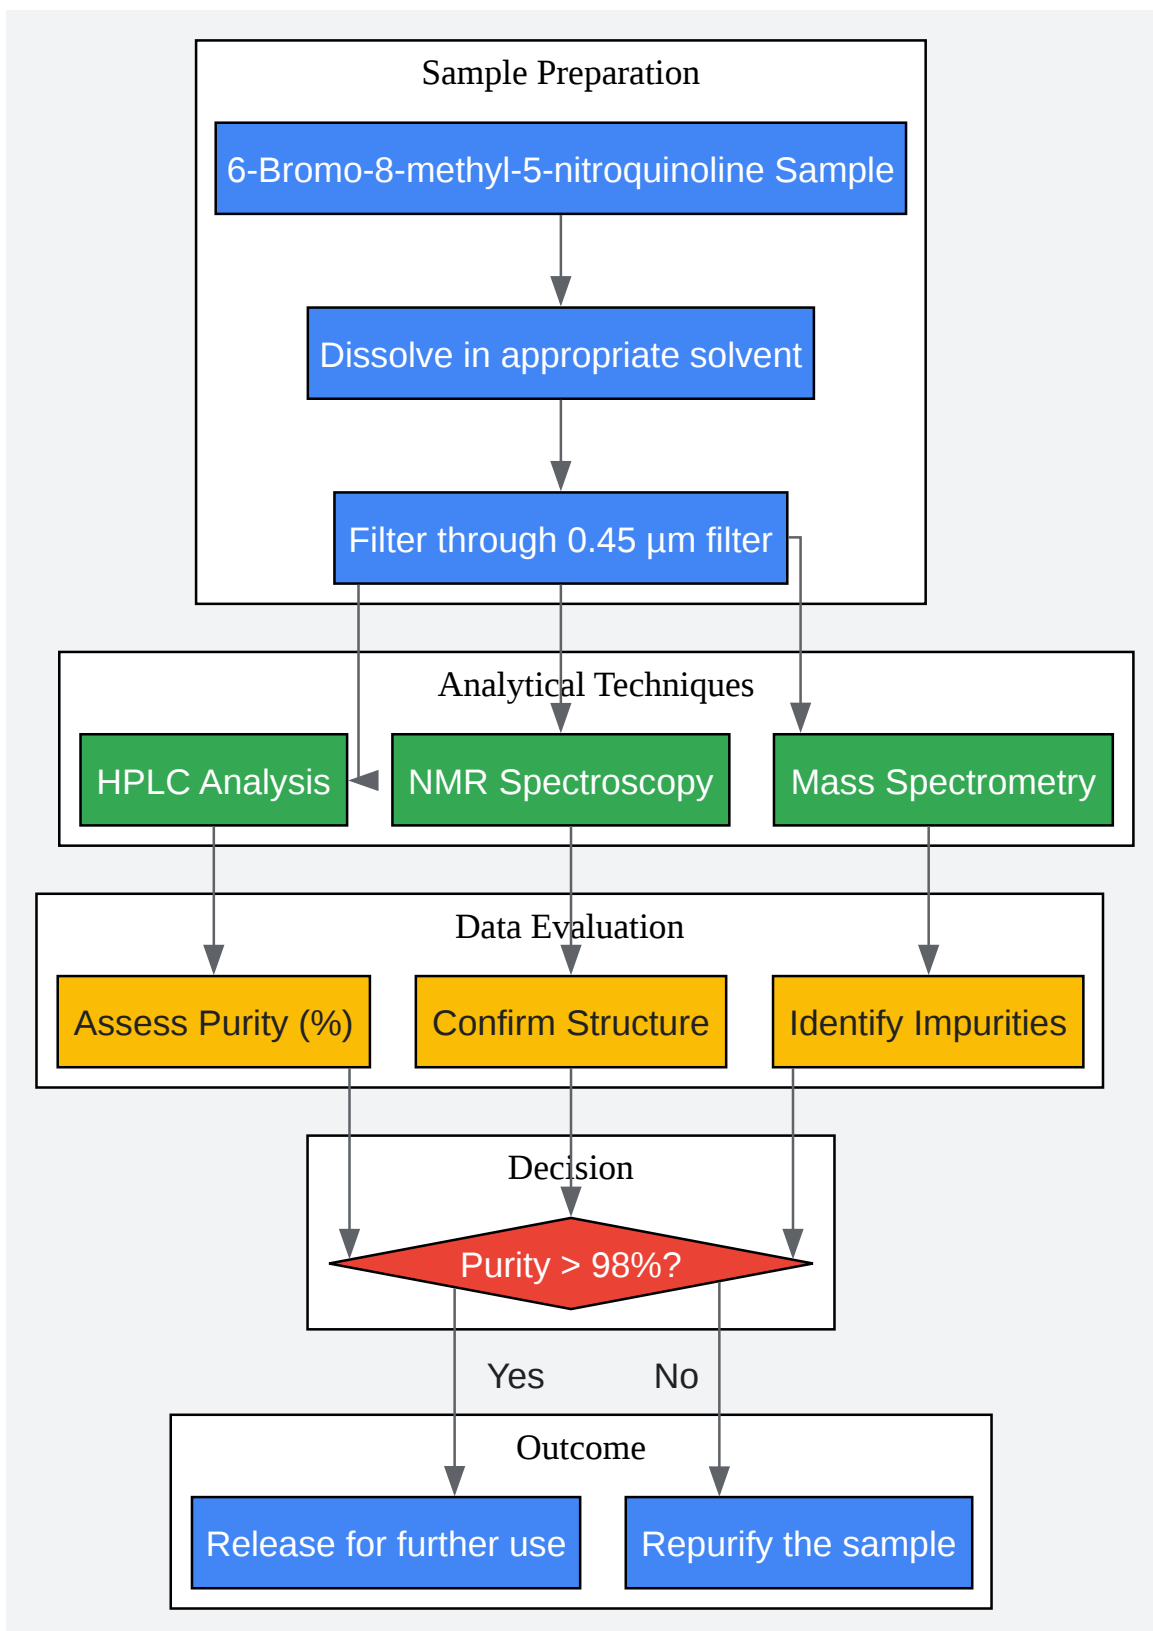 Sample Preparation
6-Bromo-8-methyl-5-nitroquinoline Sample
Dissolve in appropriate solvent
Filter through 0.45 µm filter
Analytical Techniques
HPLC Analysis
NMR Spectroscopy
Mass Spectrometry
Data Evaluation
Assess Purity (%)
Confirm Structure
Identify Impurities
Decision
Purity > 98%?
Yes
No
Outcome
Release for further use
Repurify the sample